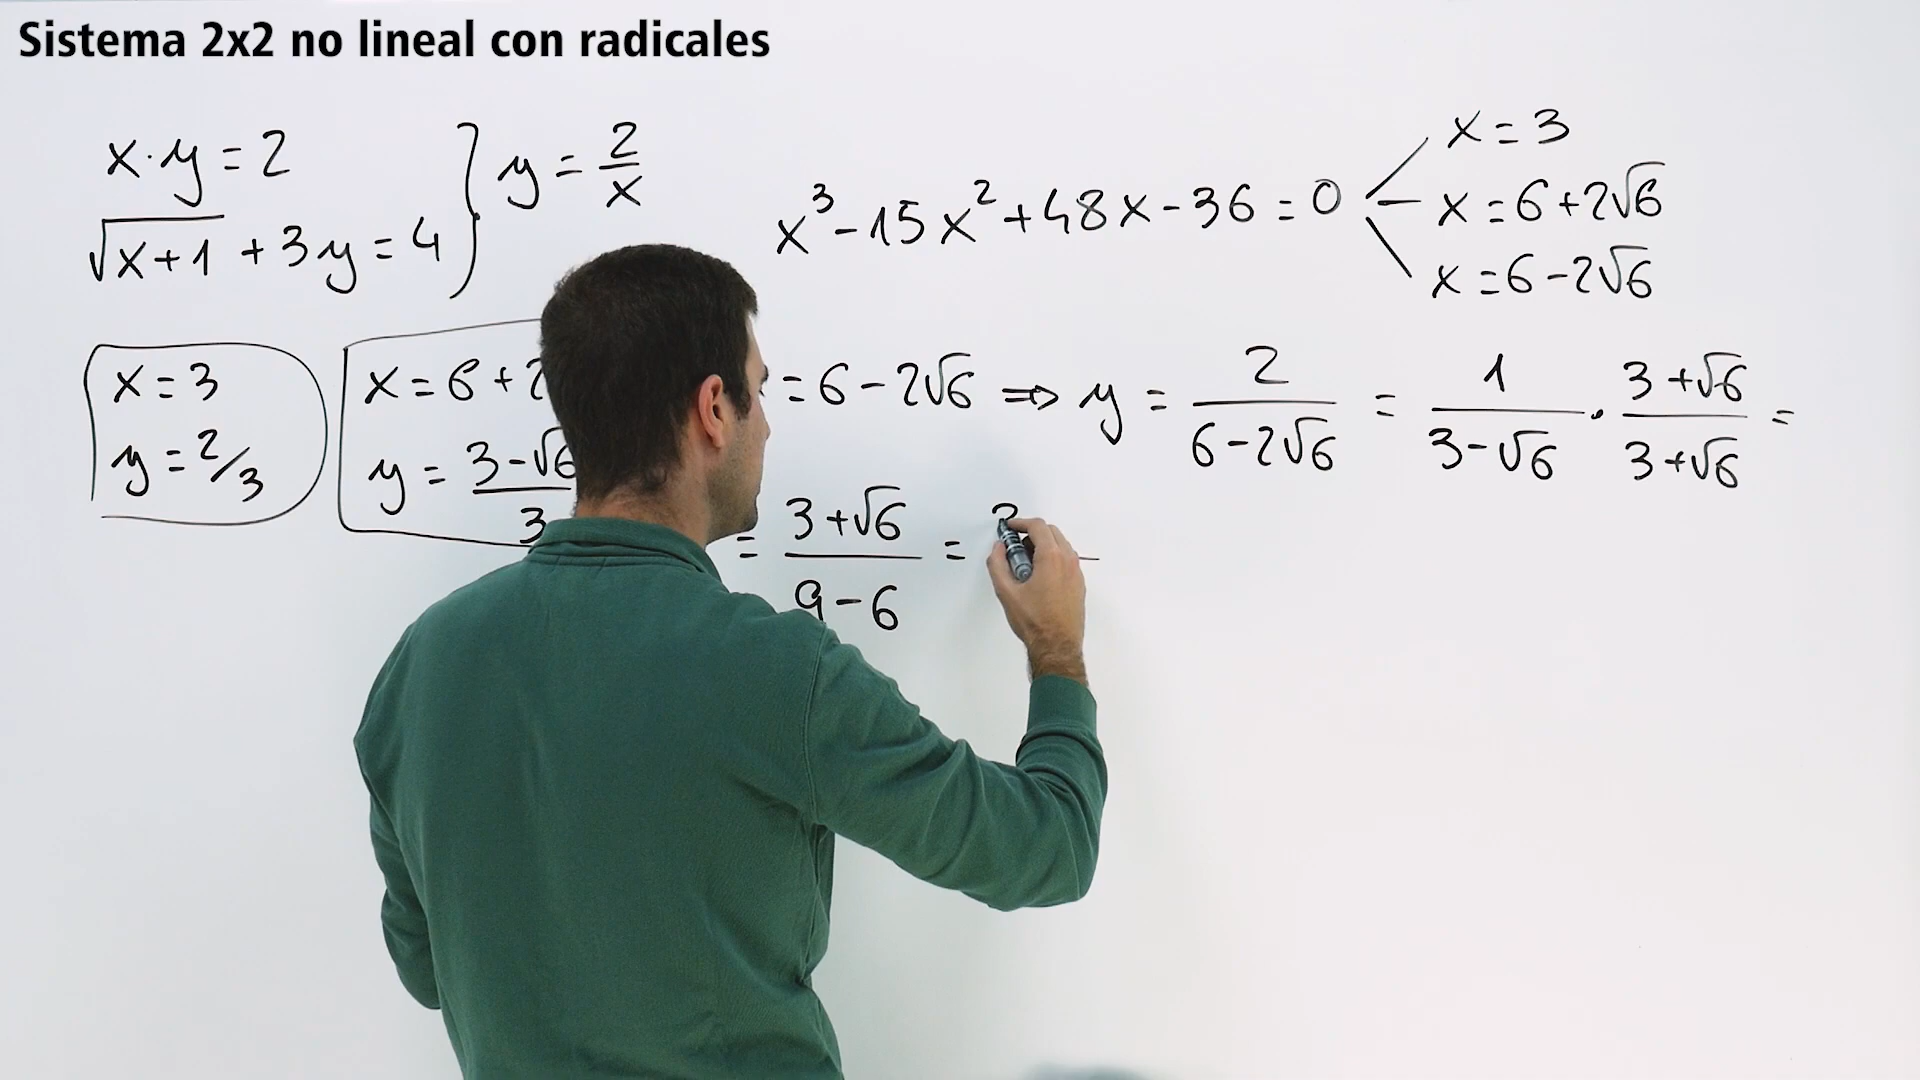 Sistema 2x2 no lineal con radicales
x·y=2
√x+1 + 3y=4
y = 2/x
x³-15x²+48x-36=0
x=3
x=6+2√6
x=6-2√6
x=3
y=2/3
x=6+2
y=3-√6/3
=6-2√6 ⇒ y = 2/6-2√6 = 1/3-√6 · 3+√6/3+√6 =
= 3+√6/9-6 =